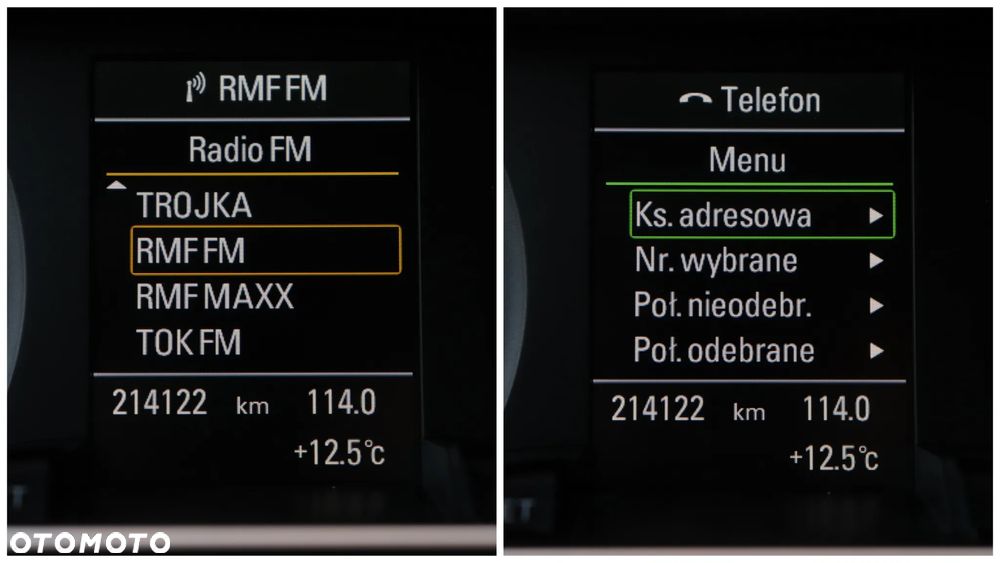 RMF FM
Radio FM
TROJKA
RMF FM
RMF MAXX
TOK FM
214122 km 114.0
+12.5°C
Telefon
Menu
Ks. adresowa
Nr. wybrane
Poł. nieodebr.
Poł. odebrane
214122 km 114.0
+12.5°C
OTOMOTO